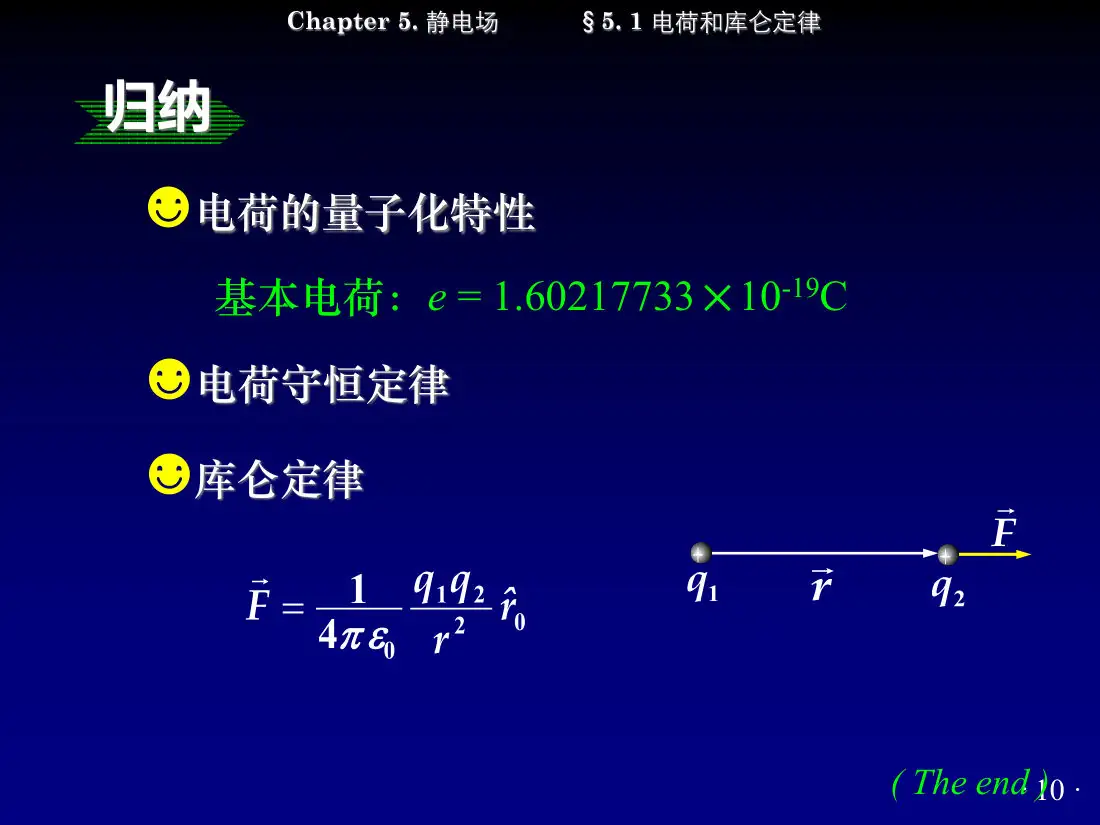 Chapter 5. 静电场 §5. 1 电荷和库仑定律
归纳
电荷的量子化特性
基本电荷：e = 1.60217733×10⁻¹⁹C
电荷守恒定律
库仑定律
F⃗ = 1/(4πε₀) q₁q₂/r² r̂₀
q₁ r⃗ q₂ F⃗
( The end )
· 10 ·